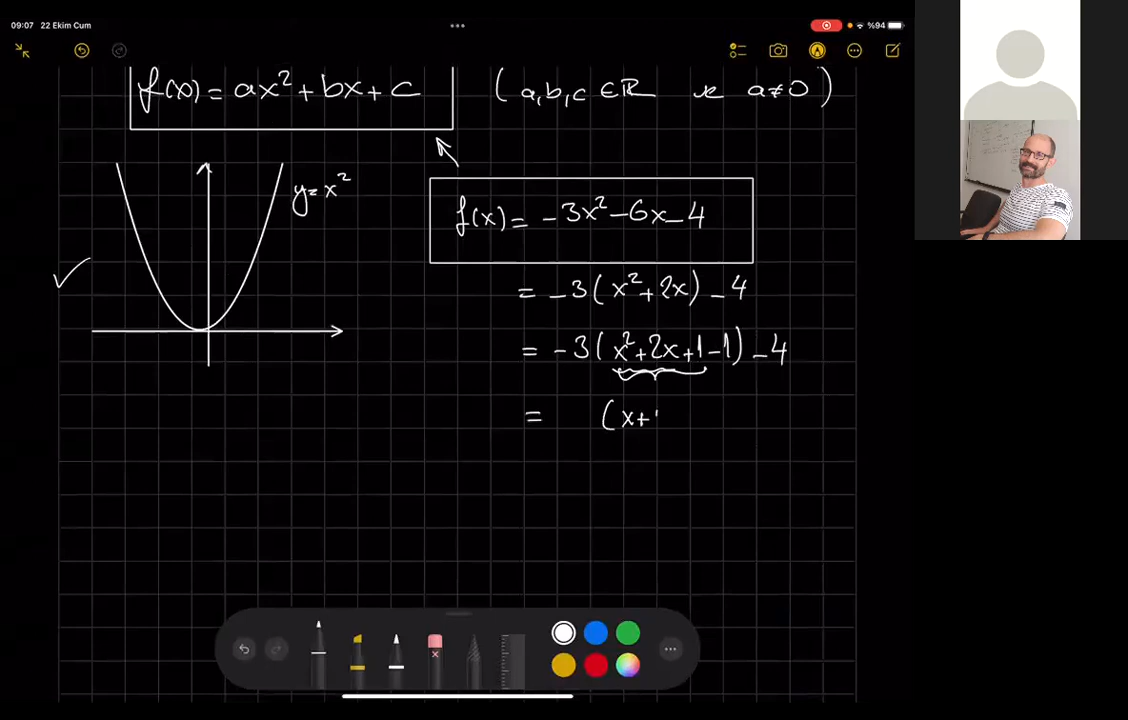 09:07 22 Ekim Cum
%94
f(x) = ax² + bx + c (a,b,c ∈ ℝ ve a≠0)
y = x²
f(x) = -3x² - 6x - 4
= -3(x² + 2x) - 4
= -3(x² + 2x + 1 - 1) - 4
= (x+